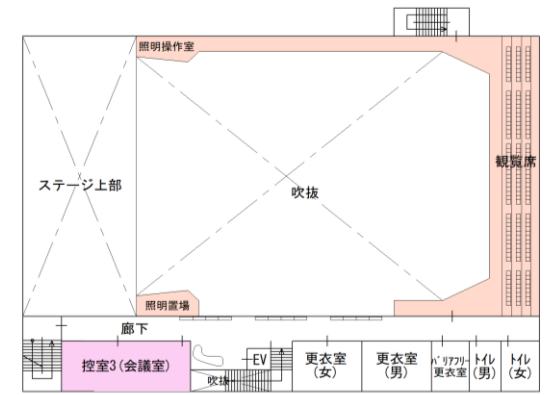 照明操作室
ステージ上部
吹抜
観覧席
照明置場
廊下
控室3(会議室)
吹抜
EV
更衣室
(女)
更衣室
(男)
バリアフリー
更衣室
トイレ
(男)
トイレ
(女)